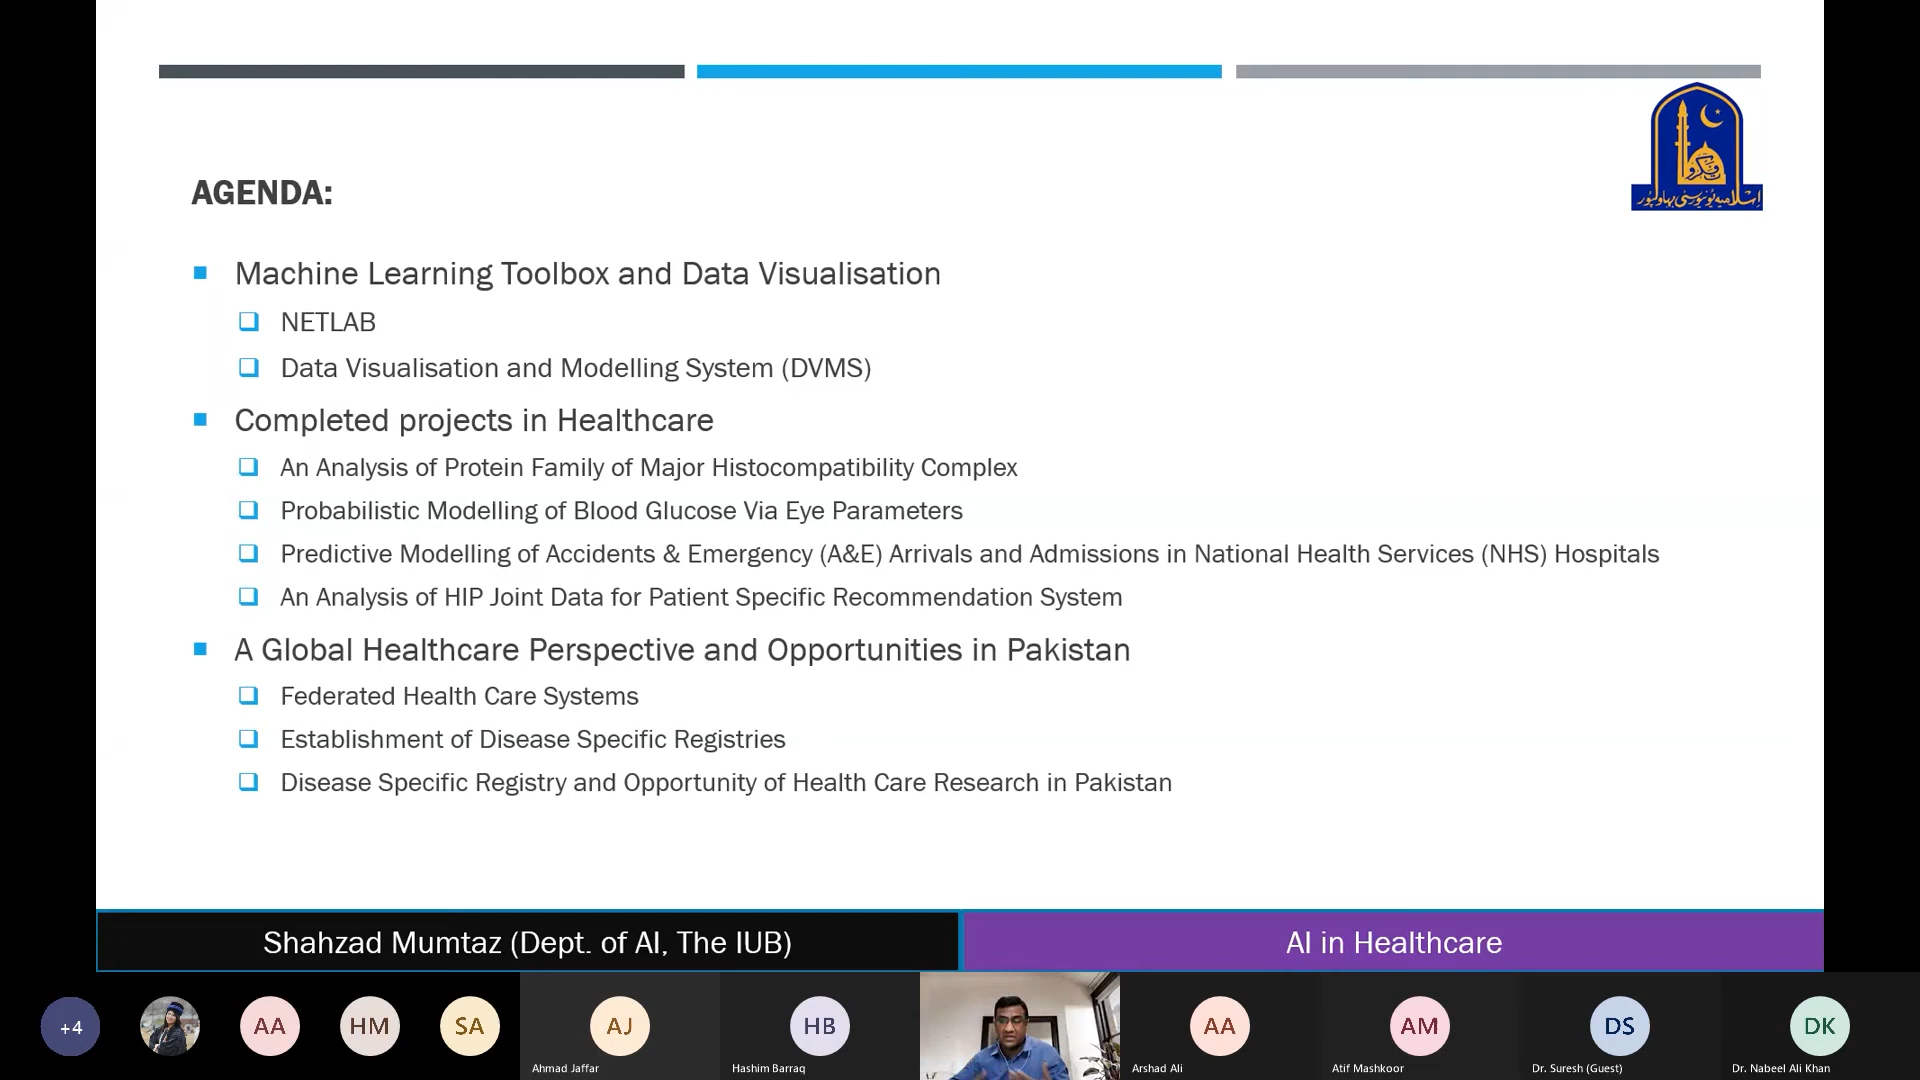 AGENDA:
اسلامیہ یونیورسٹی بہاولپور
Machine Learning Toolbox and Data Visualisation
NETLAB
Data Visualisation and Modelling System (DVMS)
Completed projects in Healthcare
An Analysis of Protein Family of Major Histocompatibility Complex
Probabilistic Modelling of Blood Glucose Via Eye Parameters
Predictive Modelling of Accidents & Emergency (A&E) Arrivals and Admissions in National Health Services (NHS) Hospitals
An Analysis of HIP Joint Data for Patient Specific Recommendation System
A Global Healthcare Perspective and Opportunities in Pakistan
Federated Health Care Systems
Establishment of Disease Specific Registries
Disease Specific Registry and Opportunity of Health Care Research in Pakistan
Shahzad Mumtaz (Dept. of AI, The IUB)
AI in Healthcare
+4
AA
HM
SA
AJ
Ahmad Jaffar
HB
Hashim Barraq
AA
Arshad Ali
AM
Atif Mashkoor
DS
Dr. Suresh (Guest)
DK
Dr. Nabeel Ali Khan